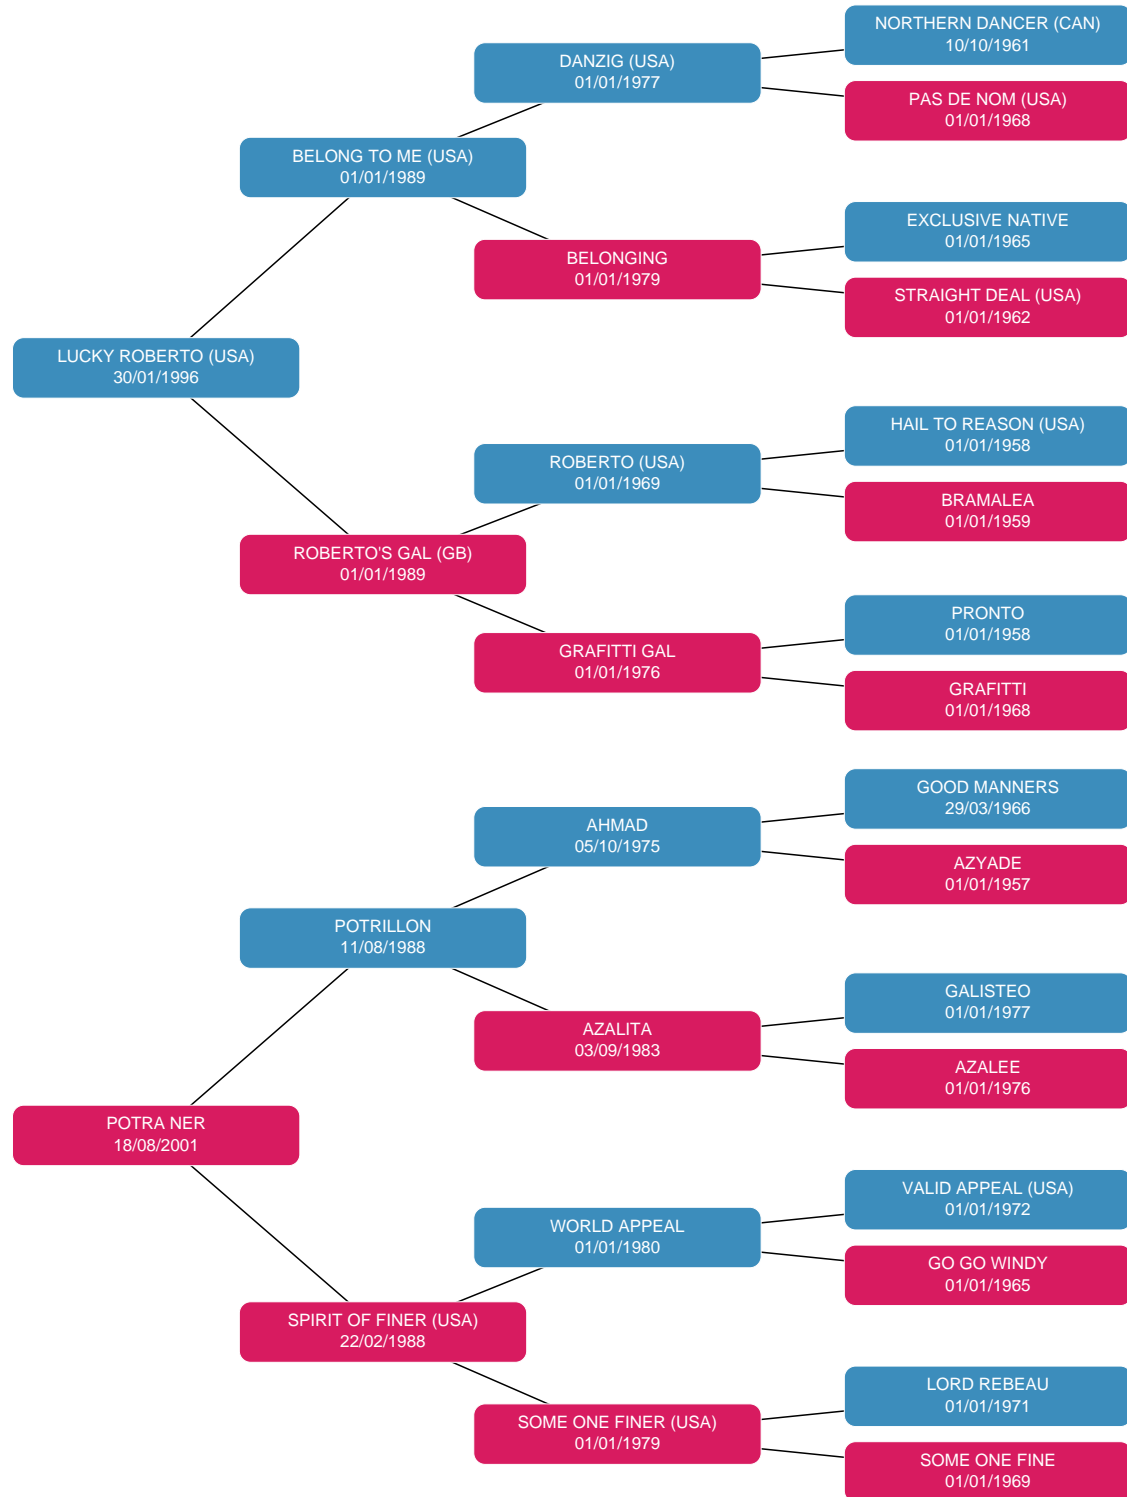 NORTHERN DANCER (CAN)
10/10/1961
DANZIG (USA)
01/01/1977
PAS DE NOM (USA)
01/01/1968
BELONG TO ME (USA)
01/01/1989
EXCLUSIVE NATIVE
01/01/1965
BELONGING
01/01/1979
STRAIGHT DEAL (USA)
01/01/1962
LUCKY ROBERTO (USA)
30/01/1996
HAIL TO REASON (USA)
01/01/1958
ROBERTO (USA)
01/01/1969
BRAMALEA
01/01/1959
ROBERTO'S GAL (GB)
01/01/1989
PRONTO
01/01/1958
GRAFITTI GAL
01/01/1976
GRAFITTI
01/01/1968
GOOD MANNERS
29/03/1966
AHMAD
05/10/1975
AZYADE
01/01/1957
POTRILLON
11/08/1988
GALISTEO
01/01/1977
AZALITA
03/09/1983
AZALEE
01/01/1976
POTRA NER
18/08/2001
VALID APPEAL (USA)
01/01/1972
WORLD APPEAL
01/01/1980
GO GO WINDY
01/01/1965
SPIRIT OF FINER (USA)
22/02/1988
LORD REBEAU
01/01/1971
SOME ONE FINER (USA)
01/01/1979
SOME ONE FINE
01/01/1969